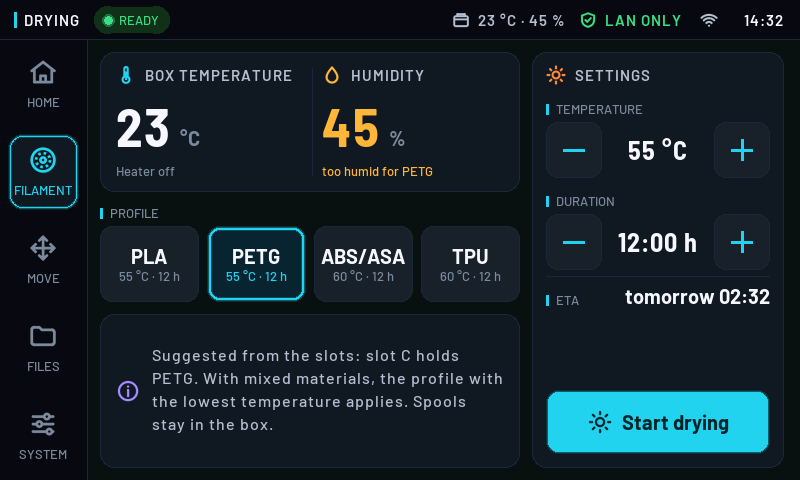 DRYING
READY
23 °C · 45 %
LAN ONLY
14:32
HOME
FILAMENT
MOVE
FILES
SYSTEM
BOX TEMPERATURE
23 °C
Heater off
HUMIDITY
45 %
too humid for PETG
PROFILE
PLA
55 °C · 12 h
PETG
55 °C · 12 h
ABS/ASA
60 °C · 12 h
TPU
60 °C · 12 h
Suggested from the slots: slot C holds
PETG. With mixed materials, the profile with
the lowest temperature applies. Spools
stay in the box.
SETTINGS
TEMPERATURE
55 °C
DURATION
12:00 h
ETA
tomorrow 02:32
Start drying